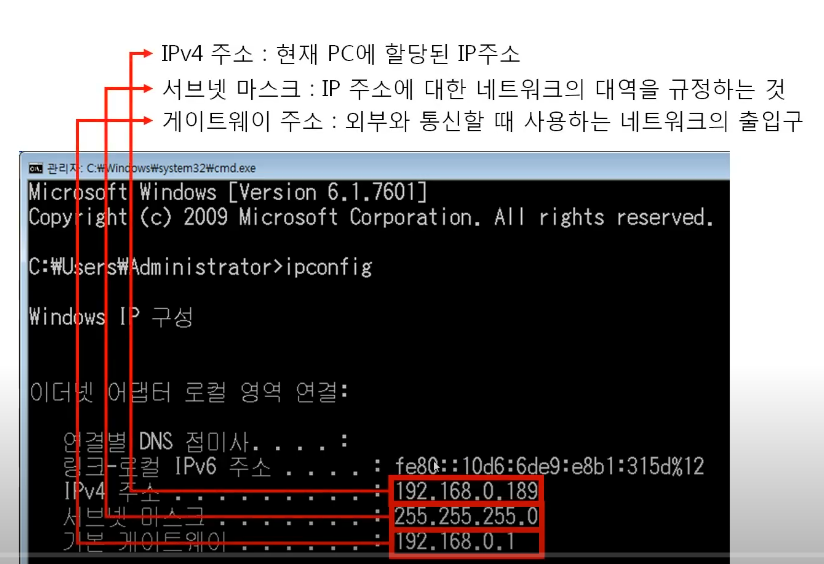 IPv4 주소 : 현재 PC에 할당된 IP주소
서브넷 마스크 : IP 주소에 대한 네트워크의 대역을 규정하는 것
게이트웨이 주소 : 외부와 통신할 때 사용하는 네트워크의 출입구
관리자: C:₩Windows₩system32₩cmd.exe
Microsoft Windows [Version 6.1.7601]
Copyright (c) 2009 Microsoft Corporation. All rights reserved.
C:₩Users₩Administrator>ipconfig
Windows IP 구성
이더넷 어댑터 로컬 영역 연결:
연결별 DNS 접미사. . . . :
링크-로컬 IPv6 주소 . . . . : fe80::10d6:6de9:e8b1:315d%12
IPv4 주소 . . . . . . . . . : 192.168.0.189
서브넷 마스크 . . . . . . . : 255.255.255.0
기본 게이트웨이 . . . . . . : 192.168.0.1